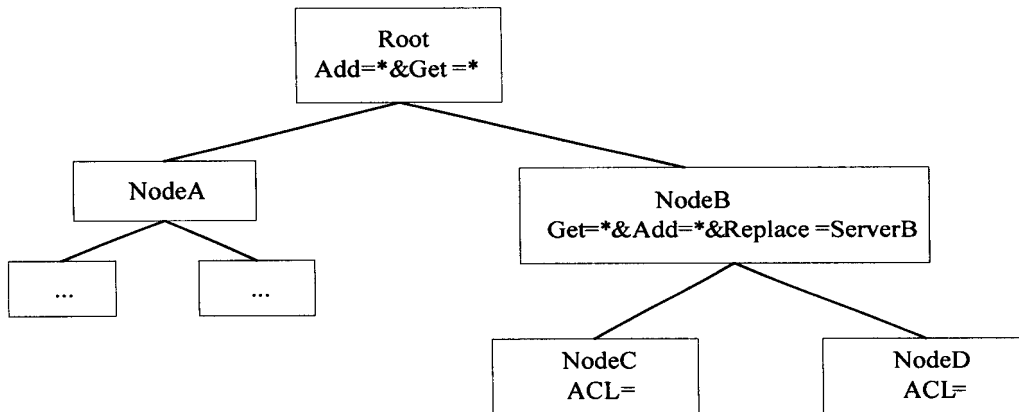 Root
Add=*&Get =*
NodeA
NodeB
Get=*&Add=*&Replace =ServerB
...
...
NodeC
ACL=
NodeD
ACL=